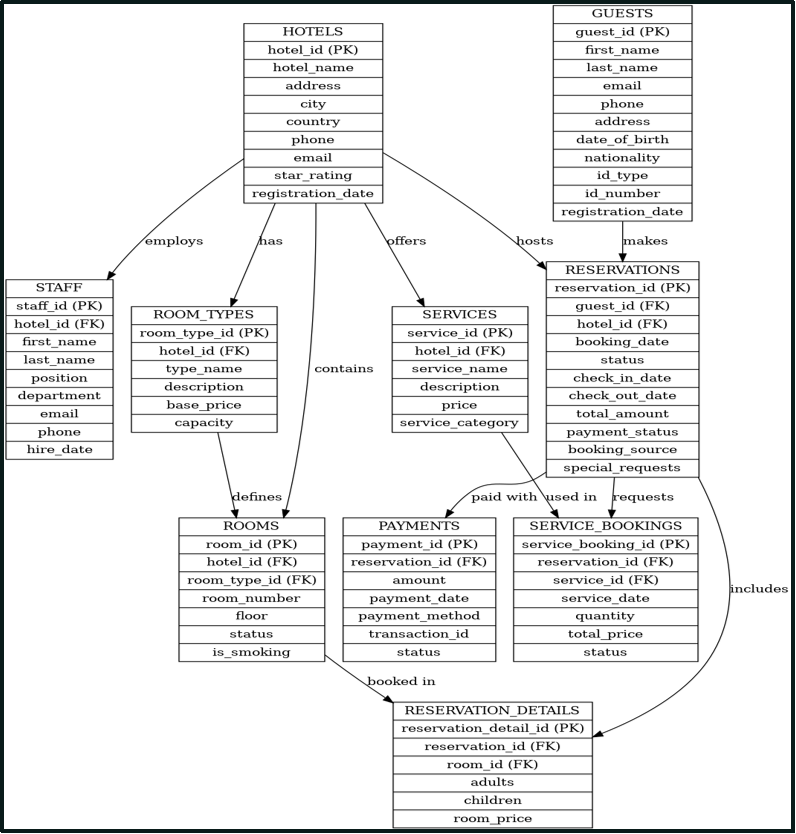 HOTELS
hotel_id (PK)
hotel_name
address
city
country
phone
email
star_rating
registration_date
GUESTS
guest_id (PK)
first_name
last_name
email
phone
address
date_of_birth
nationality
id_type
id_number
registration_date
employs
has
offers
hosts
makes
STAFF
staff_id (PK)
hotel_id (FK)
first_name
last_name
position
department
email
phone
hire_date
ROOM_TYPES
room_type_id (PK)
hotel_id (FK)
type_name
description
base_price
capacity
contains
SERVICES
service_id (PK)
hotel_id (FK)
service_name
description
price
service_category
RESERVATIONS
reservation_id (PK)
guest_id (FK)
hotel_id (FK)
booking_date
status
check_in_date
check_out_date
total_amount
payment_status
booking_source
special_requests
defines
paid with
used in
requests
ROOMS
room_id (PK)
hotel_id (FK)
room_type_id (FK)
room_number
floor
status
is_smoking
PAYMENTS
payment_id (PK)
reservation_id (FK)
amount
payment_date
payment_method
transaction_id
status
SERVICE_BOOKINGS
service_booking_id (PK)
reservation_id (FK)
service_id (FK)
service_date
quantity
total_price
status
includes
booked in
RESERVATION_DETAILS
reservation_detail_id (PK)
reservation_id (FK)
room_id (FK)
adults
children
room_price